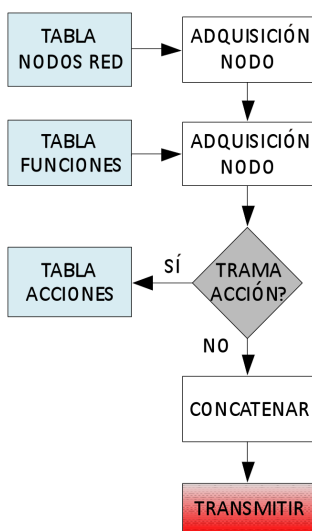 TABLA
NODOS RED
ADQUISICIÓN
NODO
TABLA
FUNCIONES
ADQUISICIÓN
NODO
TABLA
ACCIONES
SÍ
TRAMA
ACCIÓN?
NO
CONCATENAR
TRANSMITIR